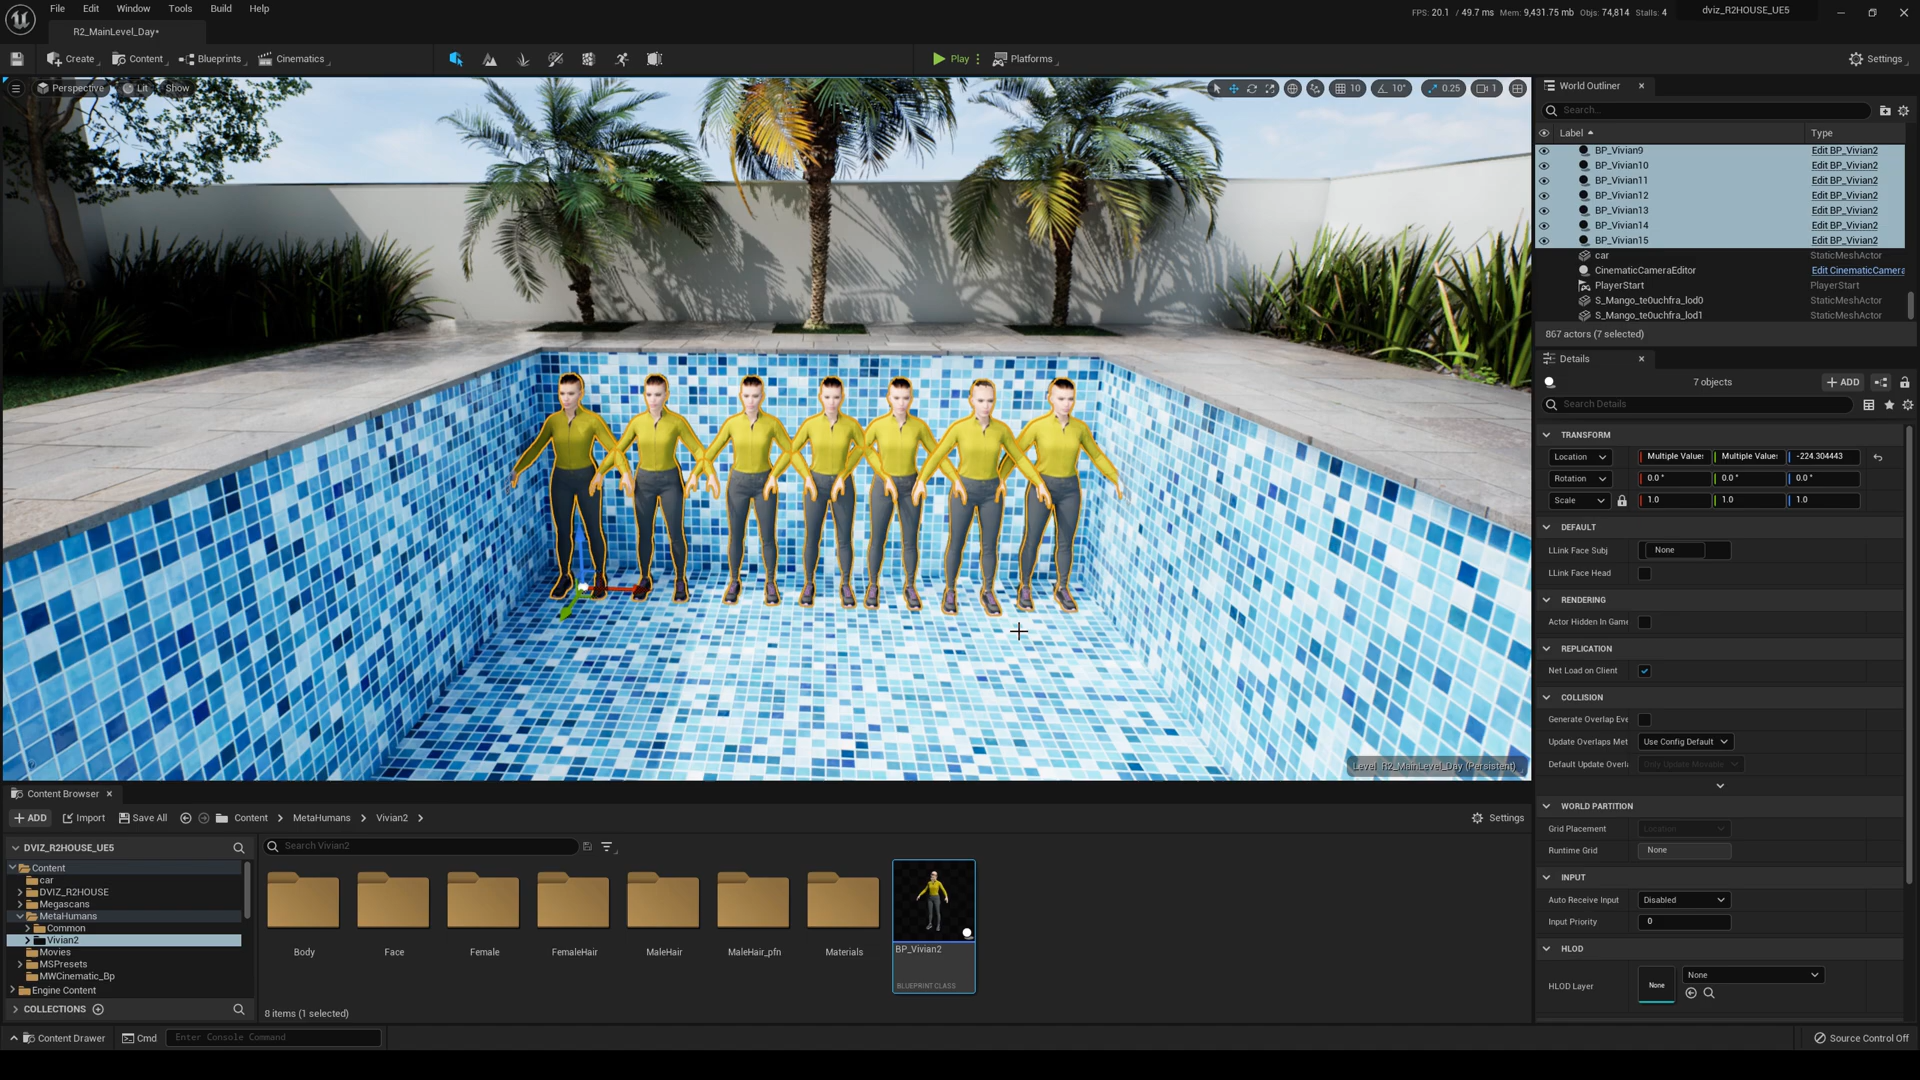 File Edit Window Tools Build Help
FPS: 20.1 / 49.7 ms Mem: 9,431.75 mb Objs: 74,814 Stalls: 4
dviz_R2HOUSE_UE5
R2_MainLevel_Day•
Create Content Blueprints Cinematics Play Platforms Settings
Perspective Lit Show
10 10° 0.25 1
World Outliner
Search...
Label Type
BP_Vivian9 Edit BP_Vivian2
BP_Vivian10 Edit BP_Vivian2
BP_Vivian11 Edit BP_Vivian2
BP_Vivian12 Edit BP_Vivian2
BP_Vivian13 Edit BP_Vivian2
BP_Vivian14 Edit BP_Vivian2
BP_Vivian15 Edit BP_Vivian2
car StaticMeshActor
CinematicCameraEditor Edit CinematicCamera
PlayerStart PlayerStart
S_Mango_te0uchfra_lod0 StaticMeshActor
S_Mango_te0uchfra_lod1 StaticMeshActor
867 actors (7 selected)
Details
7 objects ADD
Search Details
TRANSFORM
Location Multiple Value: Multiple Value: -224.304443
Rotation 0.0 ° 0.0 ° 0.0 °
Scale 1.0 1.0 1.0
DEFAULT
LLink Face Subj None
LLink Face Head
RENDERING
Actor Hidden In Game
REPLICATION
Net Load on Client
COLLISION
Generate Overlap Eve
Update Overlaps Met Use Config Default
Default Update Overla Only Update Movable
WORLD PARTITION
Grid Placement Location
Runtime Grid None
INPUT
Auto Receive Input Disabled
Input Priority 0
HLOD
HLOD Layer None None
Level: R2_MainLevel_Day (Persistent)
Content Browser
ADD Import Save All Content MetaHumans Vivian2 Settings
DVIZ_R2HOUSE_UE5
Search Vivian2
Content
car
DVIZ_R2HOUSE
Megascans
MetaHumans
Common
Vivian2
Movies
MSPresets
MWCinematic_Bp
Engine Content
COLLECTIONS
Body Face Female FemaleHair MaleHair MaleHair_pfn Materials
BP_Vivian2
BLUEPRINT CLASS
8 items (1 selected)
Content Drawer Cmd Enter Console Command Source Control Off